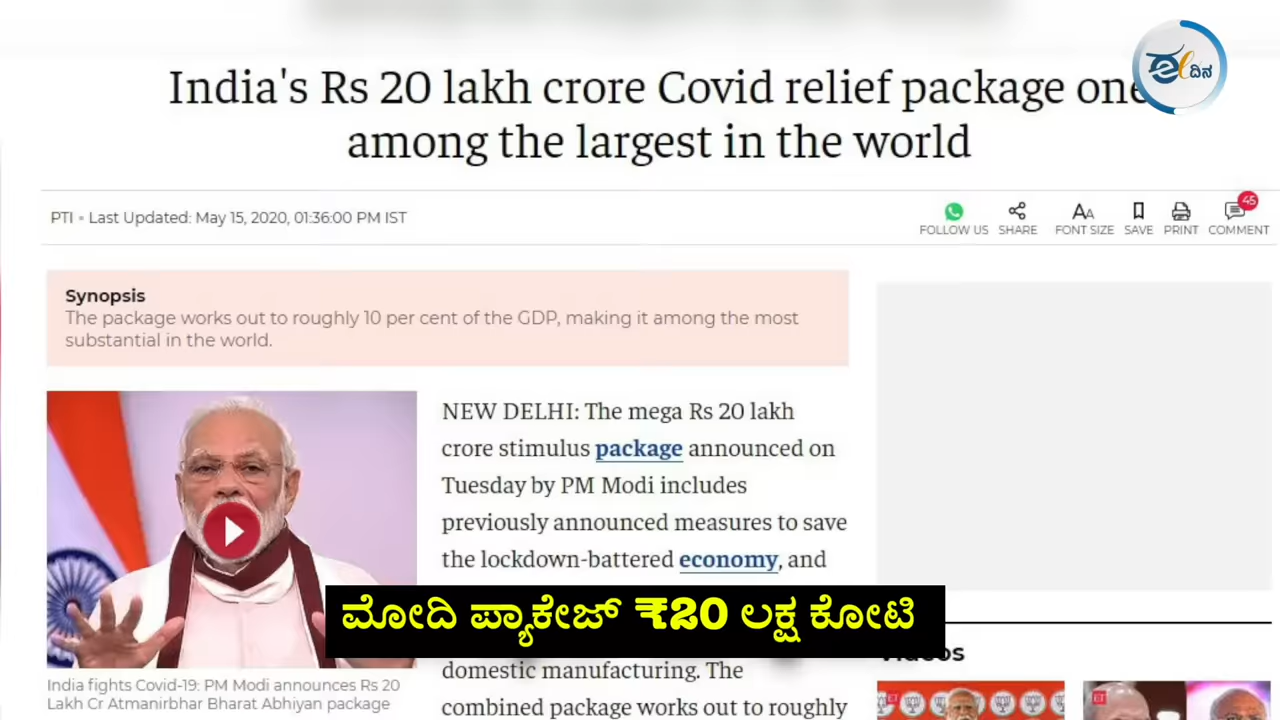 India's Rs 20 lakh crore Covid relief package one
among the largest in the world
ದಿನ
PTI • Last Updated: May 15, 2020, 01:36:00 PM IST
FOLLOW US
SHARE
FONT SIZE
SAVE
PRINT
45
COMMENT
Synopsis
The package works out to roughly 10 per cent of the GDP, making it among the most
substantial in the world.
NEW DELHI: The mega Rs 20 lakh
crore stimulus package announced on
Tuesday by PM Modi includes
previously announced measures to save
the lockdown-battered economy, and
ಮೋದಿ ಪ್ಯಾಕೇಜ್ ₹20 ಲಕ್ಷ ಕೋಟಿ
domestic manufacturing. The
combined package works out to roughly
India fights Covid-19: PM Modi announces Rs 20
Lakh Cr Atmanirbhar Bharat Abhiyan package
Videos
ET
ET